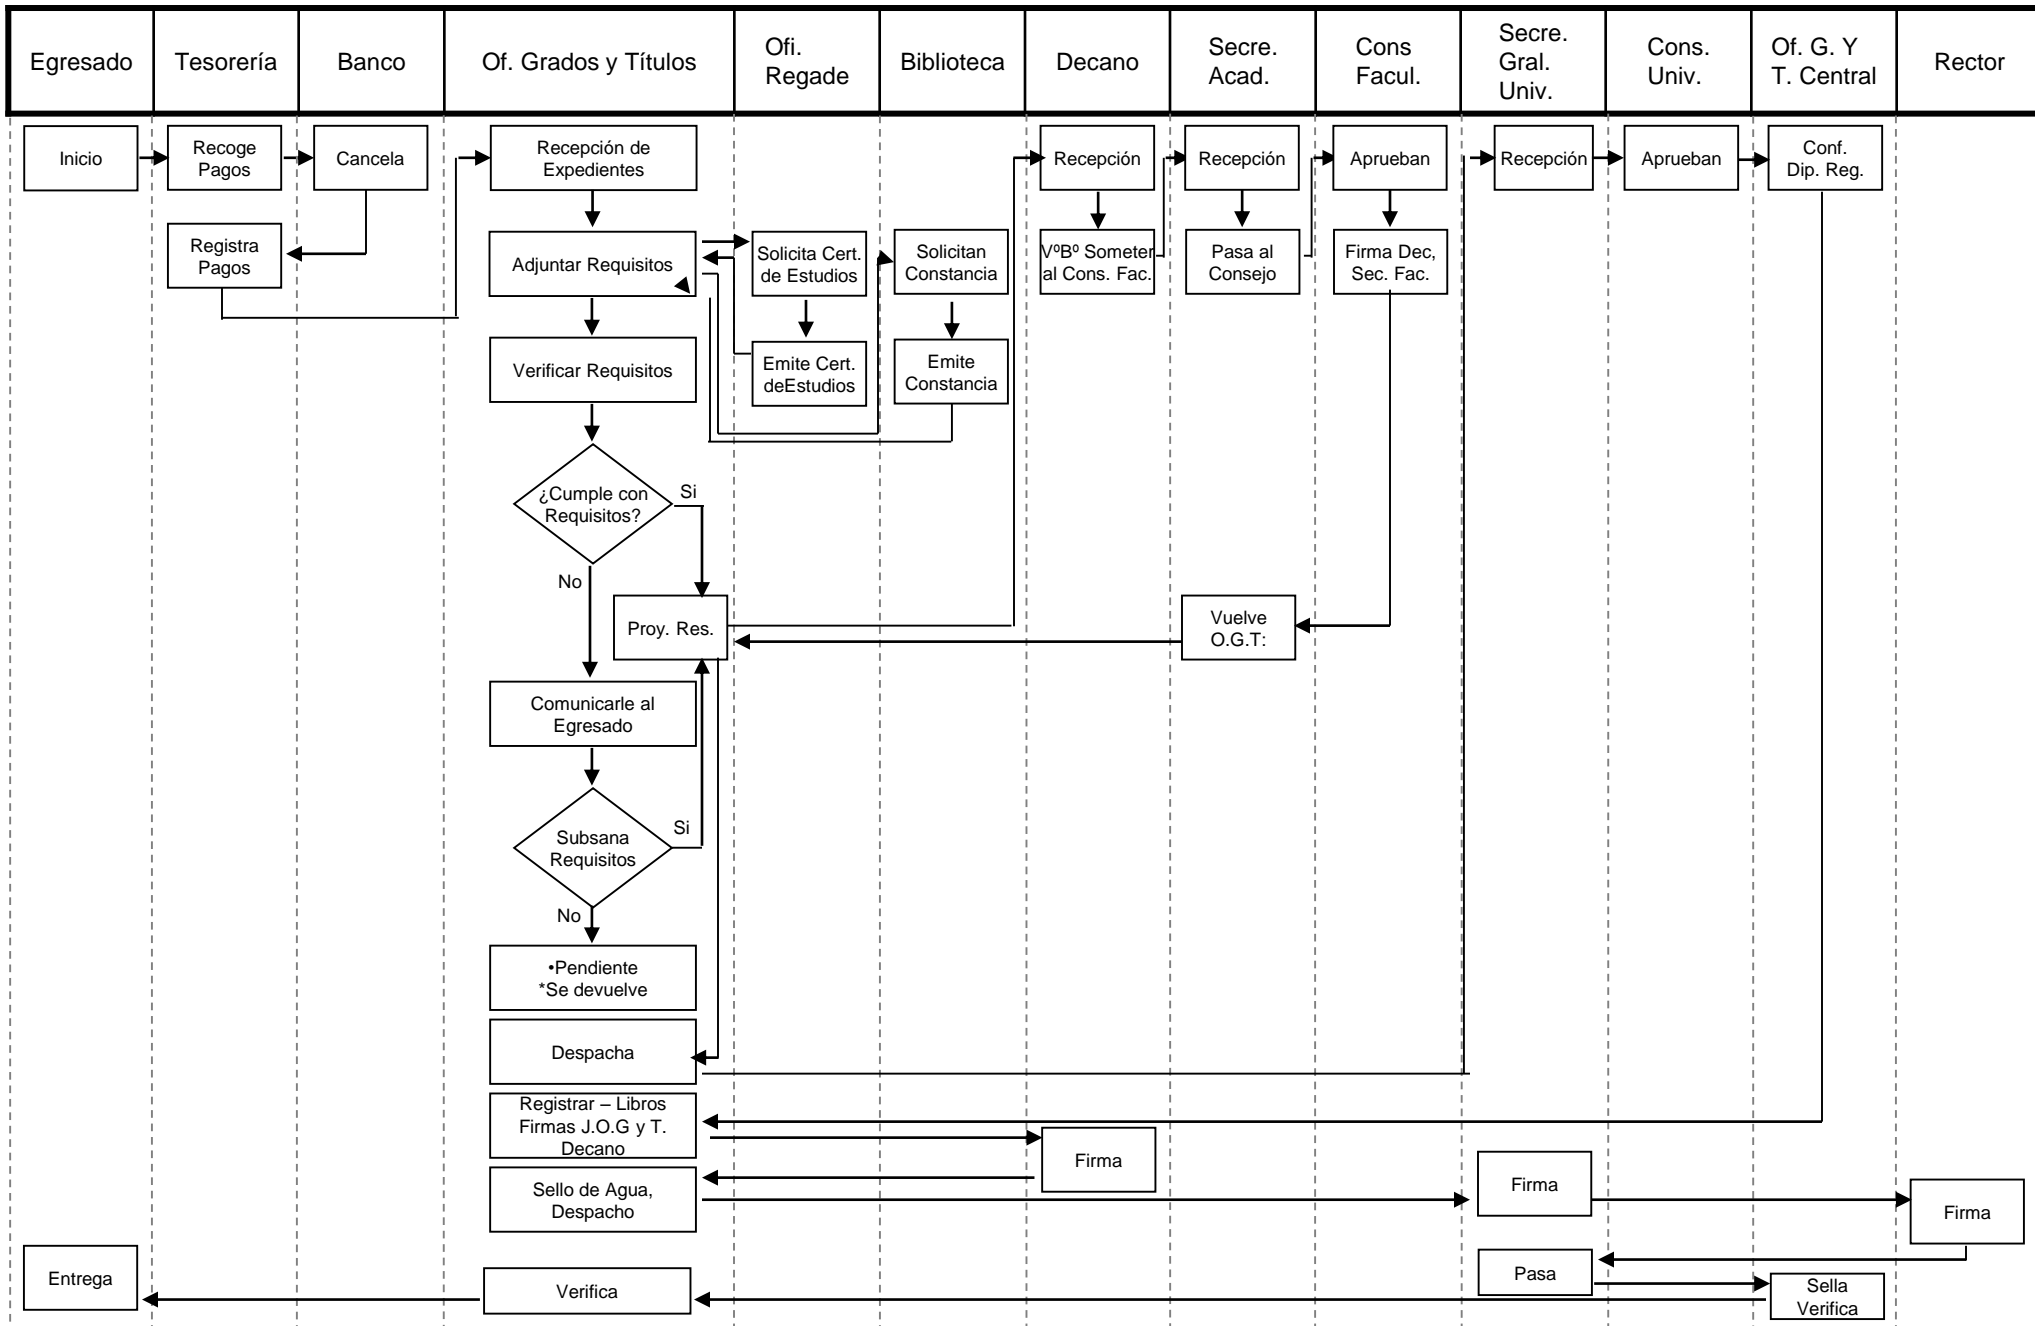 Egresado
Tesorería
Banco
Of. Grados y Títulos
Ofi.
Regade
Biblioteca
Decano
Secre.
Acad.
Cons
Facul.
Secre.
Gral.
Univ.
Cons.
Univ.
Of. G. Y
T. Central
Rector
Inicio
Recoge
Pagos
Cancela
Recepción de
Expedientes
Recepción
Recepción
Aprueban
Recepción
Aprueban
Conf.
Dip. Reg.
Registra
Pagos
Adjuntar Requisitos
Solicita Cert.
de Estudios
Solicitan
Constancia
VºBº Someter
al Cons. Fac.
Pasa al
Consejo
Firma Dec,
Sec. Fac.
Verificar Requisitos
Emite Cert.
deEstudios
Emite
Constancia
¿Cumple con
Requisitos?
Si
No
Proy. Res.
Vuelve
O.G.T:
Comunicarle al
Egresado
Subsana
Requisitos
Si
No
•Pendiente
*Se devuelve
Despacha
Registrar – Libros
Firmas J.O.G y T.
Decano
Firma
Sello de Agua,
Despacho
Firma
Firma
Entrega
Verifica
Pasa
Sella
Verifica